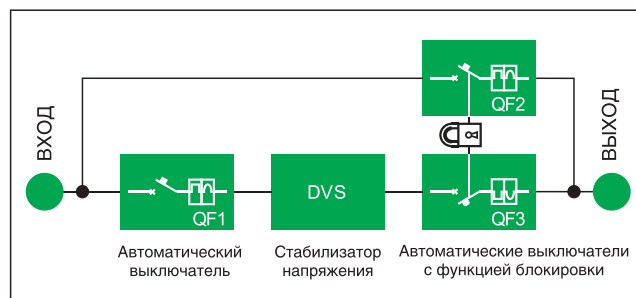 QF2
ВХОД
ВЫХОД
QF1
DVS
QF3
Автоматический
выключатель
Стабилизатор
напряжения
Автоматические выключатели
с функцией блокировки